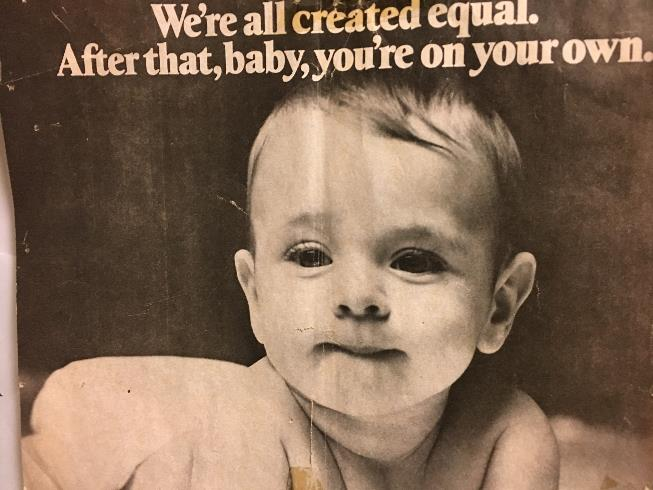 We're all created equal.
After that, baby, you're on your own.